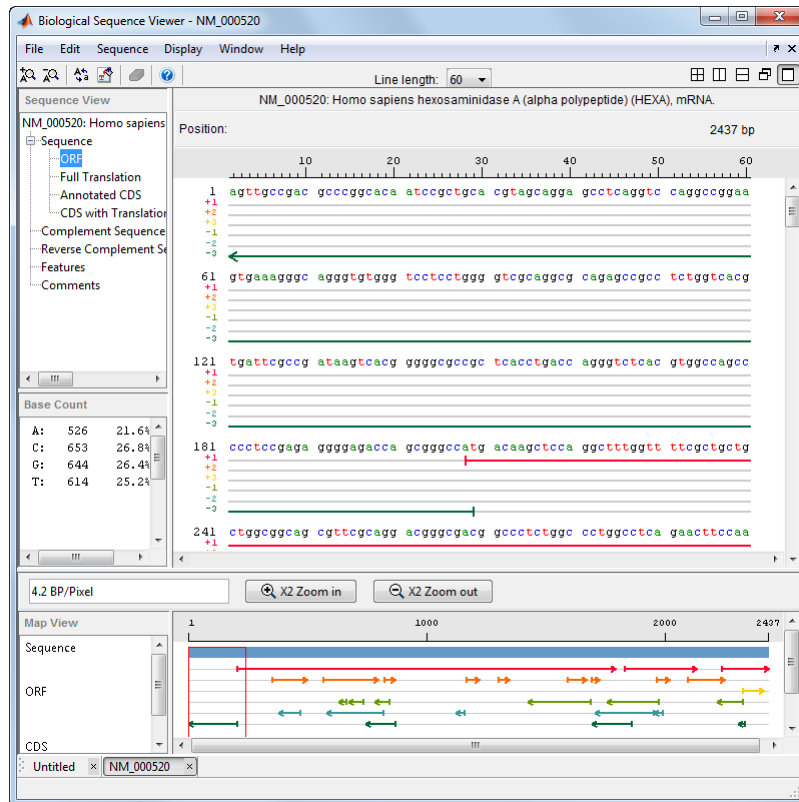 Biological Sequence Viewer - NM_000520
File Edit Sequence Display Window Help
Line length: 60
Sequence View
NM_000520: Homo sapiens
Sequence
ORF
Full Translation
Annotated CDS
CDS with Translation
Complement Sequence
Reverse Complement Se
Features
Comments
Base Count
A: 526 21.6%
C: 653 26.8%
G: 644 26.4%
T: 614 25.2%
NM_000520: Homo sapiens hexosaminidase A (alpha polypeptide) (HEXA), mRNA.
Position: 2437 bp
10 20 30 40 50 60
1 agttgccgac gcccggcaca atccgctgca cgtagcagga gcctcaggtc caggccggaa
+1
+2
+3
-1
-2
-3
61 gtgaaagggc agggtgtggg tcctcctggg gtcgcaggcg cagagccgcc tctggtcacg
+1
+2
+3
-1
-2
-3
121 tgattcgccg ataagtcacg ggggcgccgc tcacctgacc agggtctcac gtggccagcc
+1
+2
+3
-1
-2
-3
181 ccctccgaga ggggagacca gcgggccatg acaagctcca ggctttggtt ttcgctgctg
+1
+2
+3
-1
-2
-3
241 ctggcggcag cgttcgcagg acgggcgacg gccctctggc cctggcctca gaacttccaa
+1
4.2 BP/Pixel X2 Zoom in X2 Zoom out
Map View
1 1000 2000 2437
Sequence
ORF
CDS
Untitled × NM_000520 ×